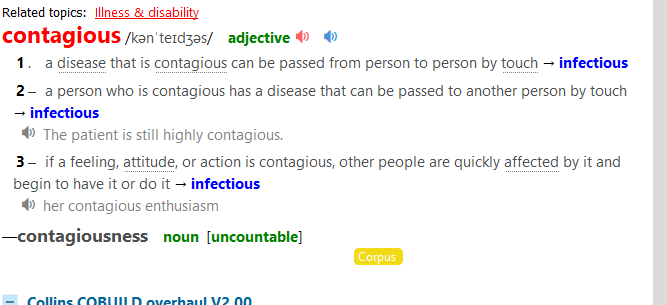 Related topics: Illness & disability
contagious /kənˈteɪdʒəs/ adjective
1 . a disease that is contagious can be passed from person to person by touch → infectious
2 – a person who is contagious has a disease that can be passed to another person by touch
→ infectious
The patient is still highly contagious.
3 – if a feeling, attitude, or action is contagious, other people are quickly affected by it and
begin to have it or do it → infectious
her contagious enthusiasm
—contagiousness noun [uncountable]
Corpus
Collins COBUILD overhaul V2.00